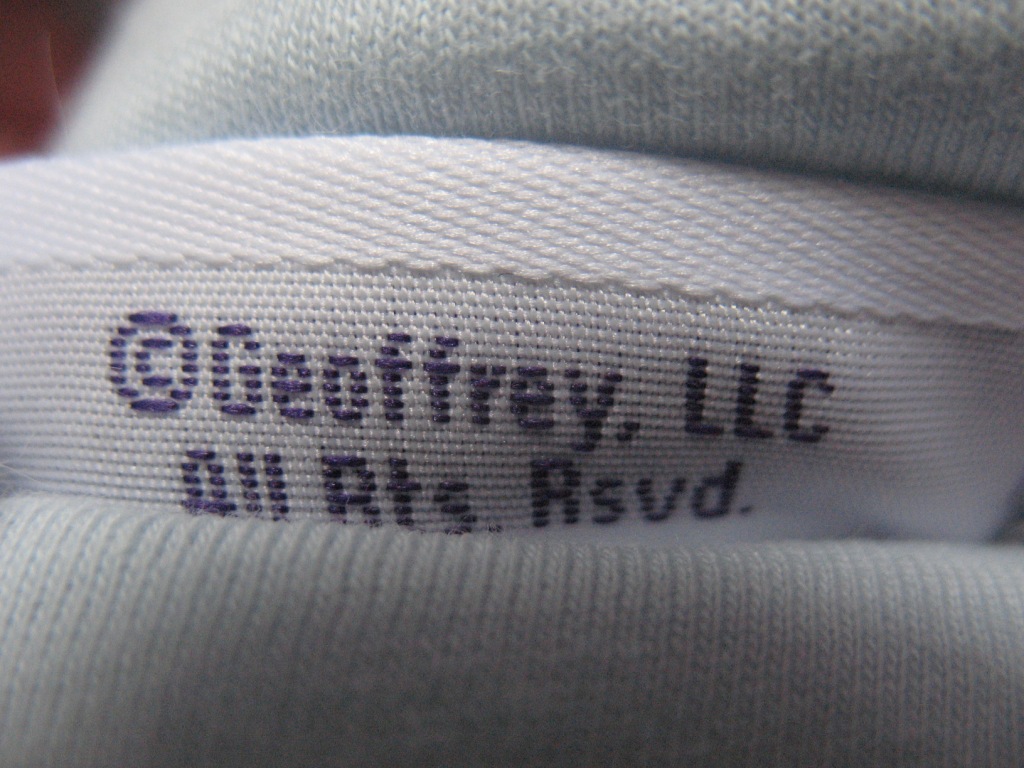 ©Geoffrey, LLC
All Rts. Rsvd.